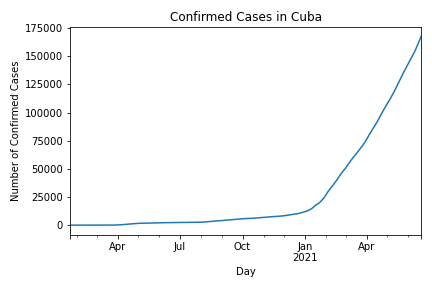 Confirmed Cases in Cuba
175000
150000
125000
100000
75000
50000
25000
0
Number of Confirmed Cases
Apr
Jul
Oct
Jan
2021
Apr
Day